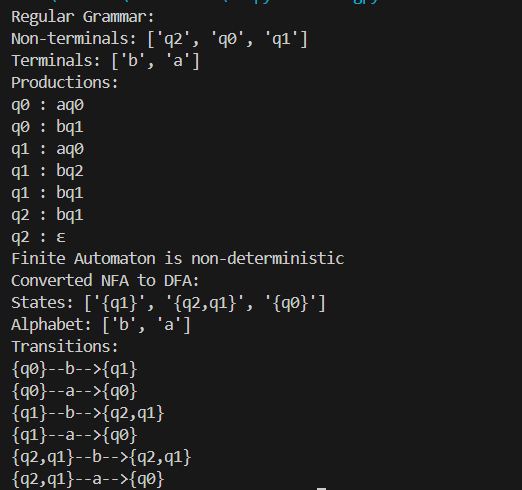 Regular Grammar:
Non-terminals: ['q2', 'q0', 'q1']
Terminals: ['b', 'a']
Productions:
q0 : aq0
q0 : bq1
q1 : aq0
q1 : bq2
q1 : bq1
q2 : bq1
q2 : ε
Finite Automaton is non-deterministic
Converted NFA to DFA:
States: ['{q1}', '{q2,q1}', '{q0}']
Alphabet: ['b', 'a']
Transitions:
{q0}--b-->{q1}
{q0}--a-->{q0}
{q1}--b-->{q2,q1}
{q1}--a-->{q0}
{q2,q1}--b-->{q2,q1}
{q2,q1}--a-->{q0}